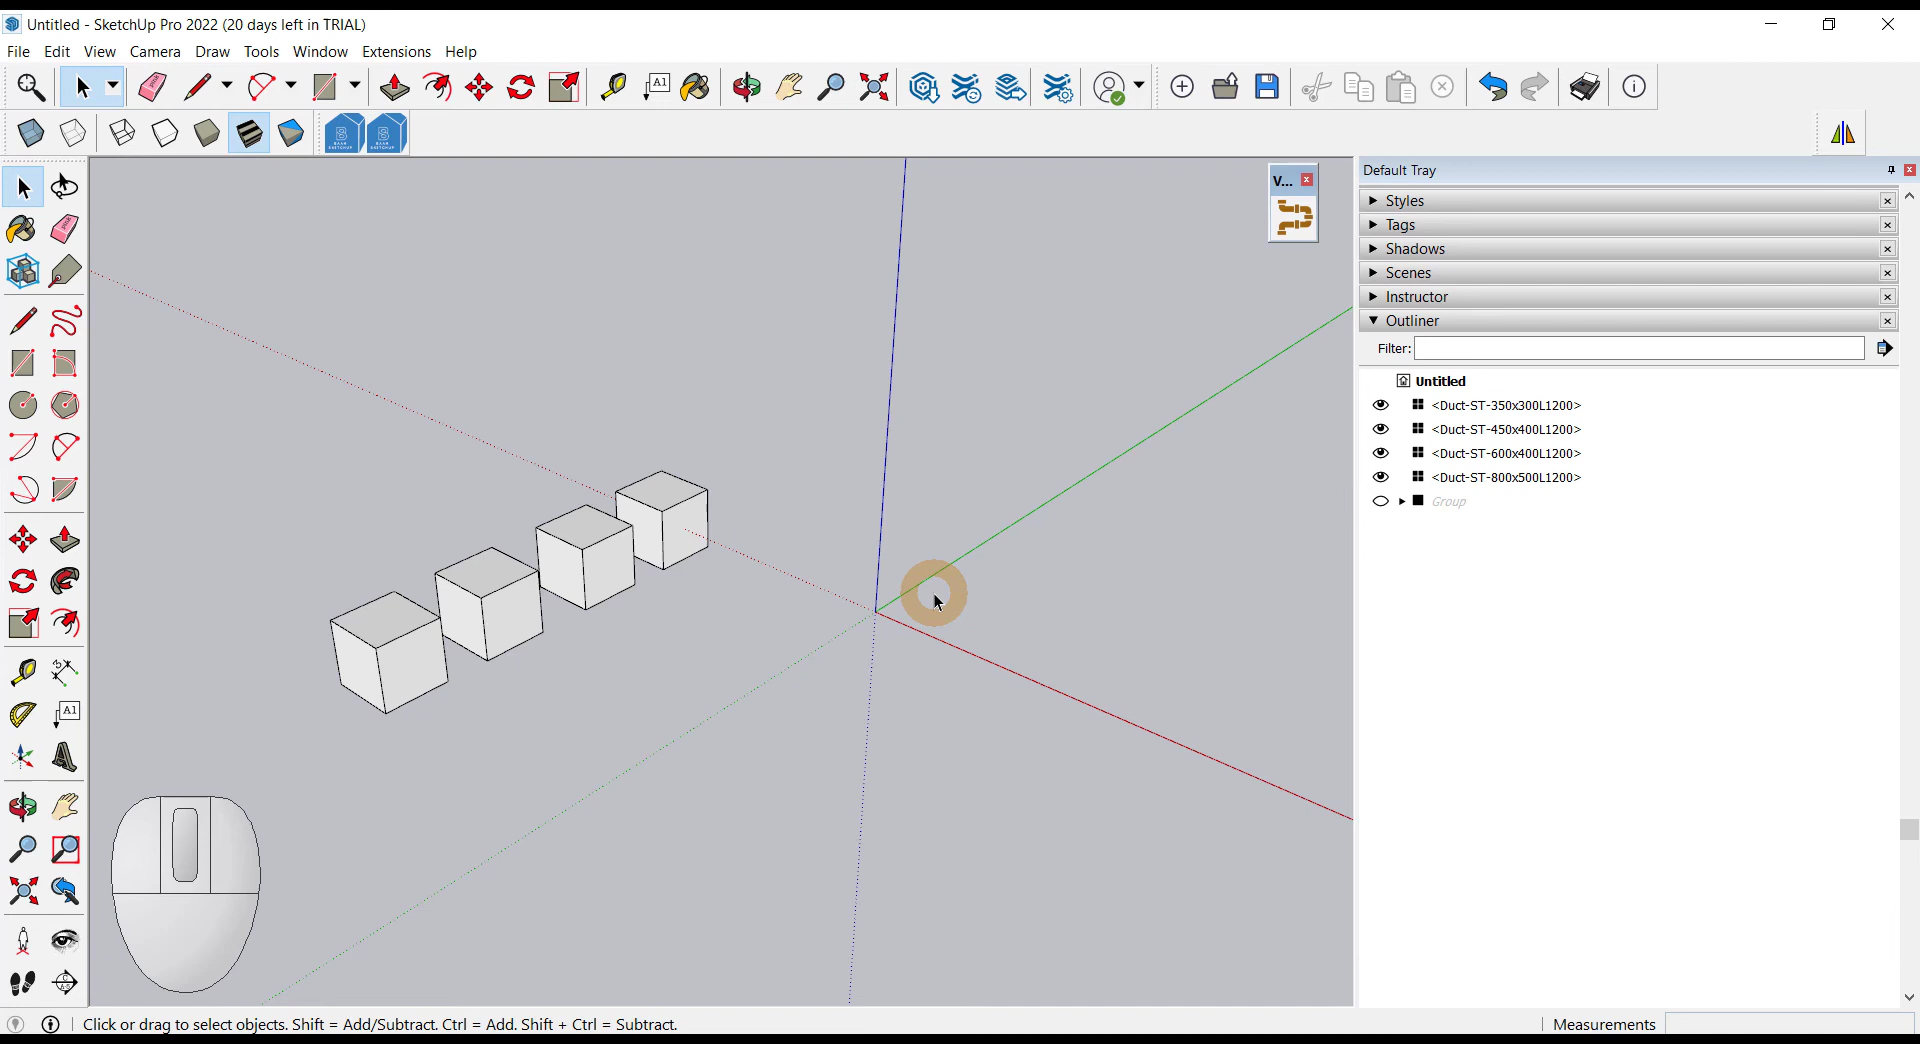 Untitled - SketchUp Pro 2022 (20 days left in TRIAL)
File Edit View Camera Draw Tools Window Extensions Help
A1
B B
Default Tray
V...
Styles
Tags
Shadows
Scenes
Instructor
Outliner
Filter:
Untitled
<Duct-ST-350x300L1200>
<Duct-ST-450x400L1200>
<Duct-ST-600x400L1200>
<Duct-ST-800x500L1200>
Group
A1
Click or drag to select objects. Shift = Add/Subtract. Ctrl = Add. Shift + Ctrl = Subtract.
Measurements